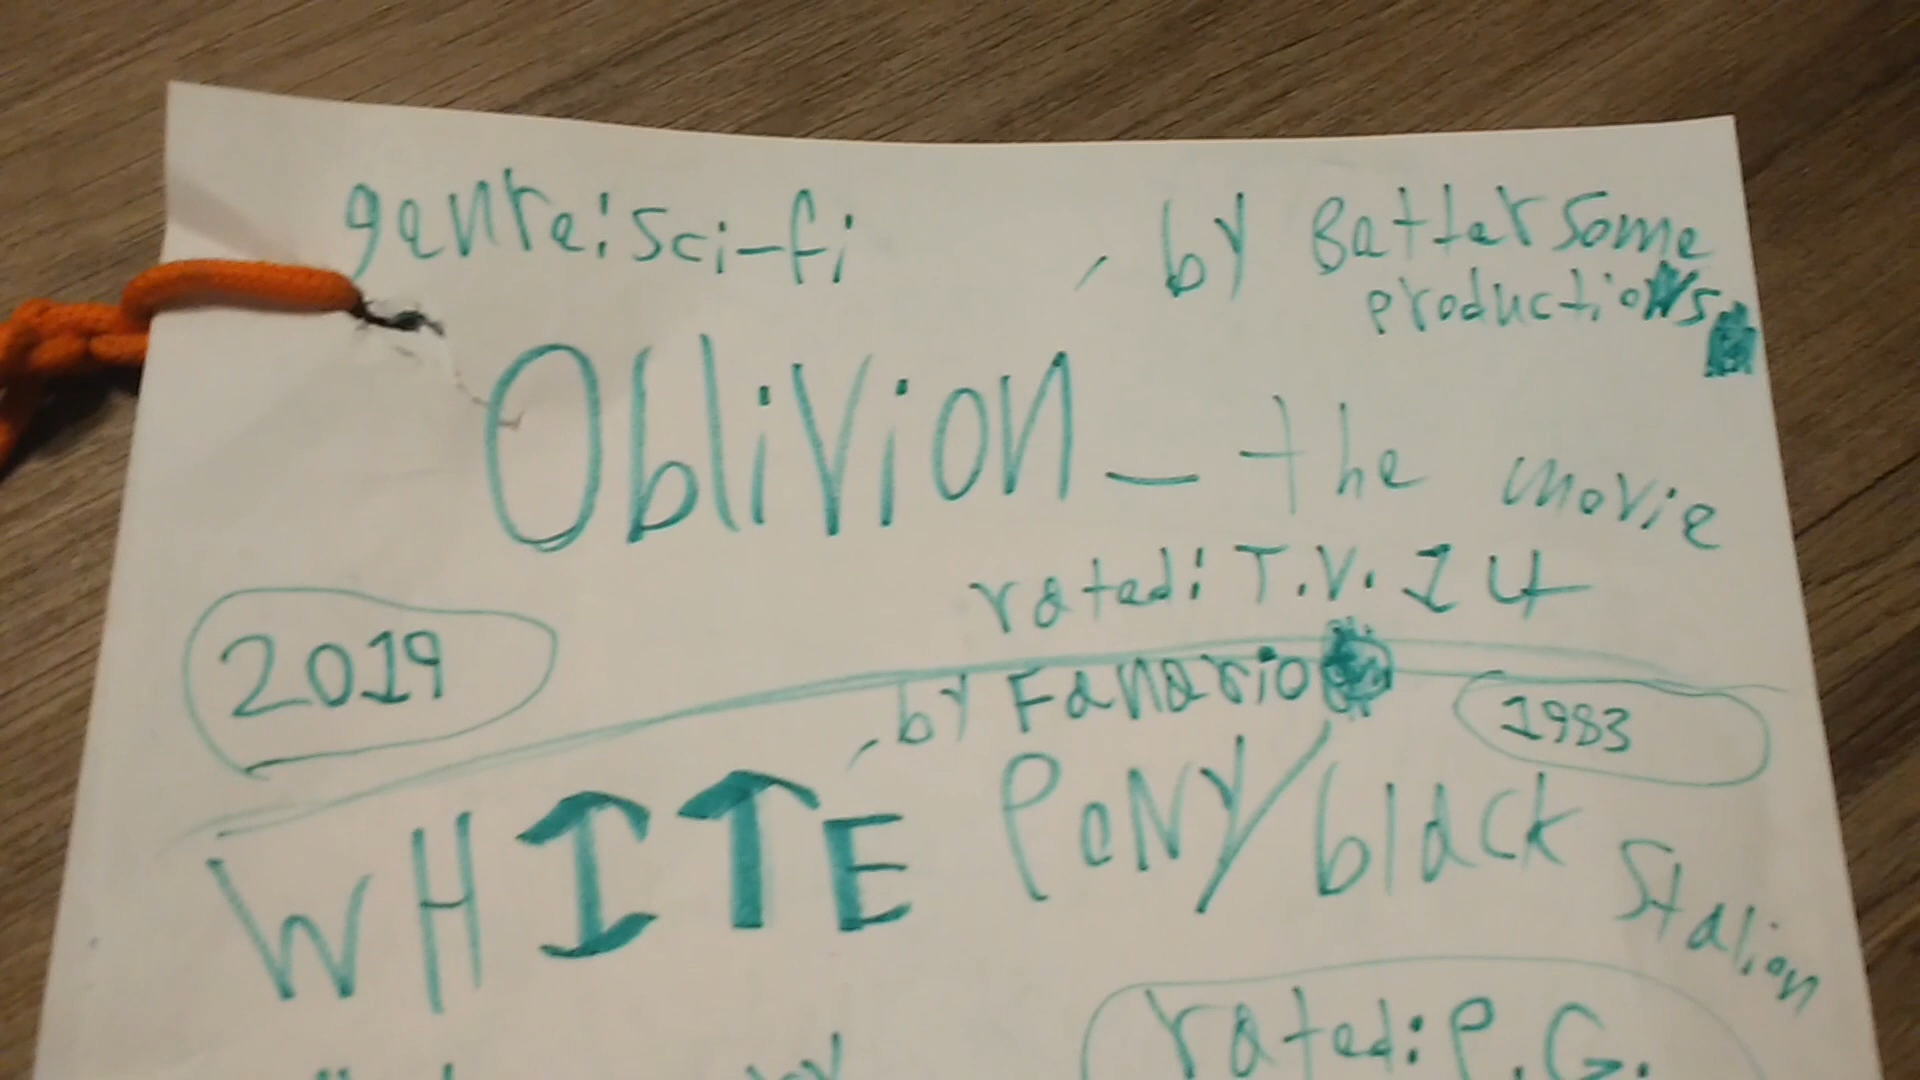 genre: sci-fi
, by Bettersome
productions
Oblivion — the movie
rated: T.V. 14
2019
, by Fanario
1983
WHITE PONY/black
Stalion
rated: P.G.